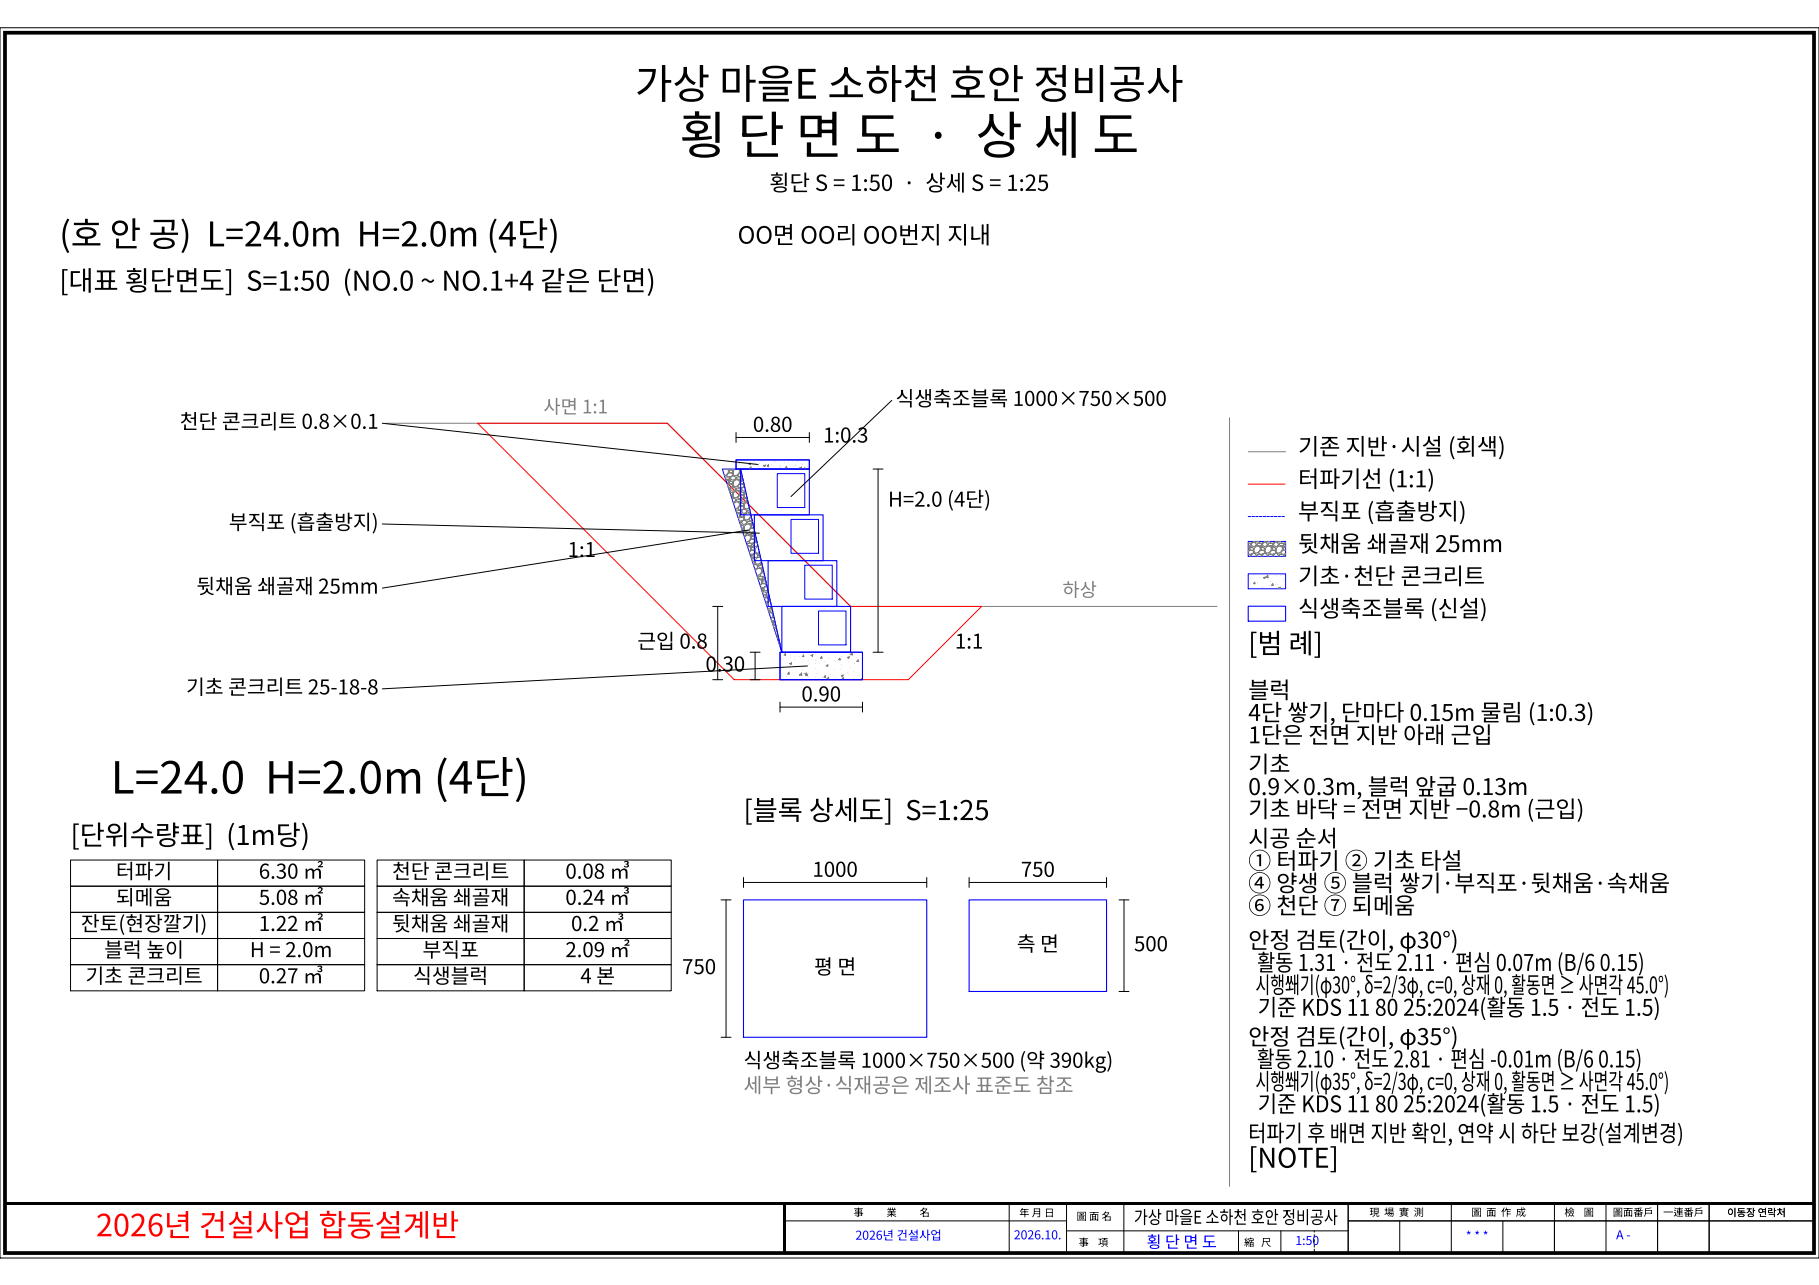 가상 마을E 소하천 호안 정비공사
횡 단 면 도 · 상 세 도
횡단 S = 1:50 · 상세 S = 1:25
(호 안 공) L=24.0m H=2.0m (4단)
OO면 OO리 OO번지 지내
[대표 횡단면도] S=1:50 (NO.0 ~ NO.1+4 같은 단면)
사면 1:1
천단 콘크리트 0.8×0.1
식생축조블록 1000×750×500
0.80
1:0.3
H=2.0 (4단)
부직포 (흡출방지)
1:1
뒷채움 쇄골재 25mm
하상
근입 0.8
1:1
0.30
기초 콘크리트 25-18-8
0.90
기존 지반·시설 (회색)
터파기선 (1:1)
부직포 (흡출방지)
뒷채움 쇄골재 25mm
기초·천단 콘크리트
식생축조블록 (신설)
[범 례]
블럭
4단 쌓기, 단마다 0.15m 물림 (1:0.3)
1단은 전면 지반 아래 근입
기초
0.9×0.3m, 블럭 앞굽 0.13m
기초 바닥 = 전면 지반 −0.8m (근입)
시공 순서
① 터파기 ② 기초 타설
④ 양생 ⑤ 블럭 쌓기·부직포·뒷채움·속채움
⑥ 천단 ⑦ 되메움
안정 검토(간이, φ30°)
활동 1.31 · 전도 2.11 · 편심 0.07m (B/6 0.15)
시행쐐기(φ30°, δ=2/3φ, c=0, 상재 0, 활동면 ≥ 사면각 45.0°)
기준 KDS 11 80 25:2024(활동 1.5 · 전도 1.5)
안정 검토(간이, φ35°)
활동 2.10 · 전도 2.81 · 편심 -0.01m (B/6 0.15)
시행쐐기(φ35°, δ=2/3φ, c=0, 상재 0, 활동면 ≥ 사면각 45.0°)
기준 KDS 11 80 25:2024(활동 1.5 · 전도 1.5)
터파기 후 배면 지반 확인, 연약 시 하단 보강(설계변경)
[NOTE]
L=24.0 H=2.0m (4단)
[단위수량표] (1m당)
터파기 6.30 ㎡ 천단 콘크리트 0.08 ㎥
되메움 5.08 ㎡ 속채움 쇄골재 0.24 ㎥
잔토(현장깔기) 1.22 ㎡ 뒷채움 쇄골재 0.2 ㎥
블럭 높이 H = 2.0m 부직포 2.09 ㎡
기초 콘크리트 0.27 ㎥ 식생블럭 4 본
[블록 상세도] S=1:25
1000
750
750
평 면
측 면
500
식생축조블록 1000×750×500 (약 390kg)
세부 형상·식재공은 제조사 표준도 참조
2026년 건설사업 합동설계반
事 業 名
2026년 건설사업
年 月 日
2026.10.
圖 面 名
가상 마을E 소하천 호안 정비공사
事 項
횡 단 면 도
縮 尺
1:50
現 場 實 測
圖 面 作 成
* * *
檢 圖
圖面番戶
A -
一連番戶
이동장 연락처